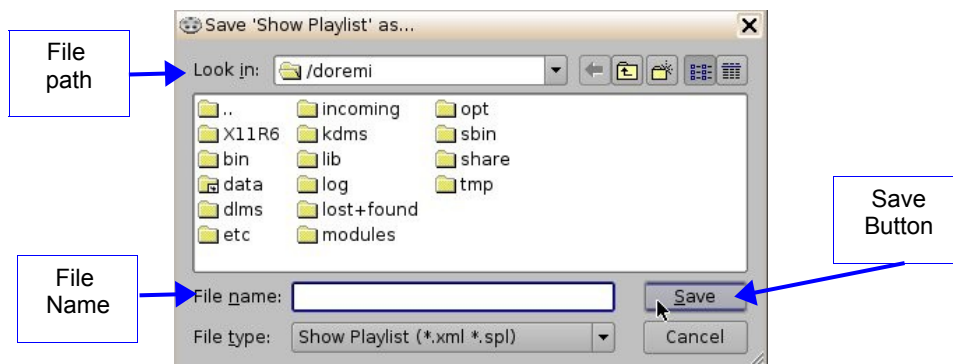 Save 'Show Playlist' as...
File path
Look in: /doremi
.. incoming opt
X11R6 kdms sbin
bin lib share
data log tmp
dlms lost+found
etc modules
Save Button
File Name
File name: Save
File type: Show Playlist (*.xml *.spl) Cancel